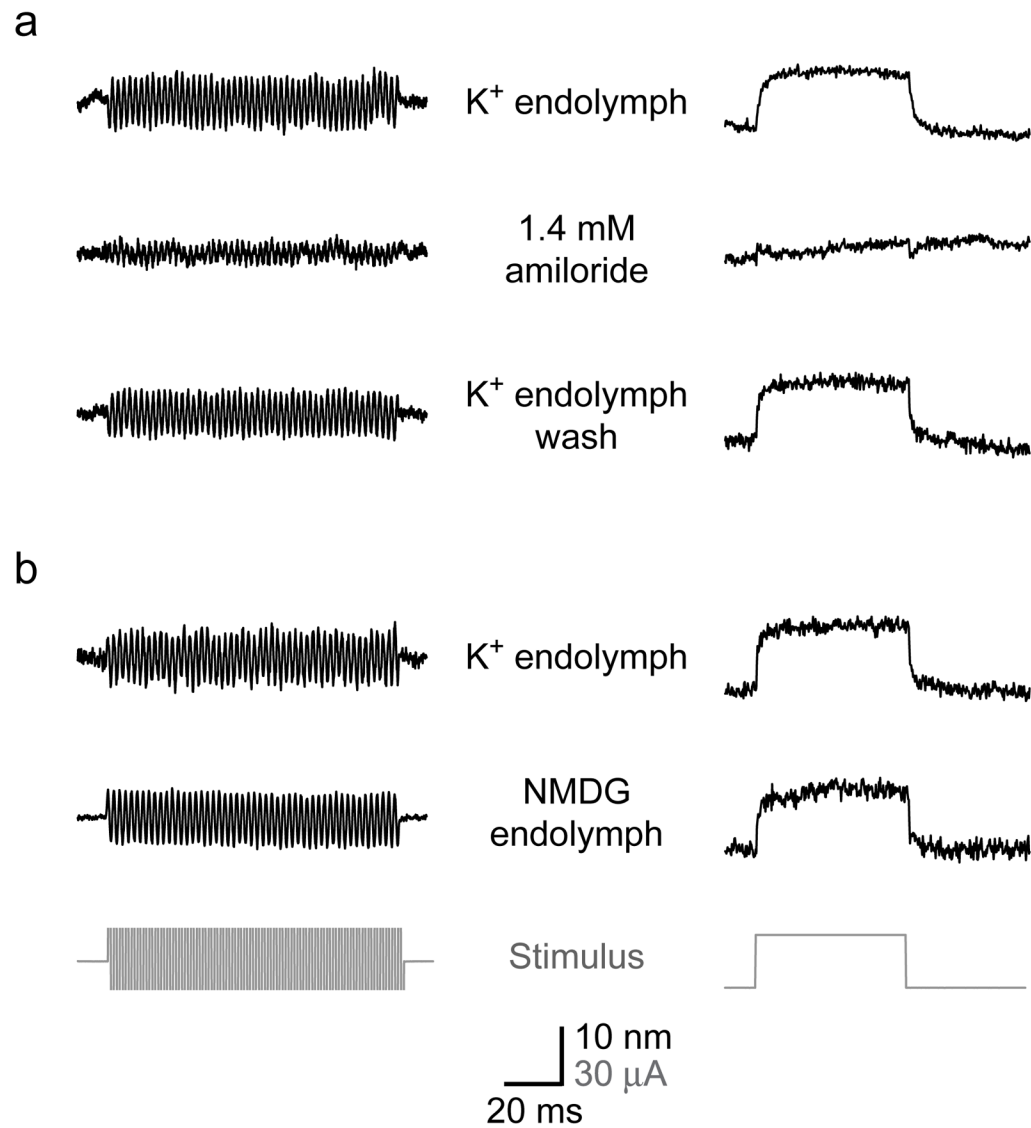 a
K⁺ endolymph
1.4 mM
amiloride
K⁺ endolymph
wash
b
K⁺ endolymph
NMDG
endolymph
Stimulus
10 nm
30 μA
20 ms